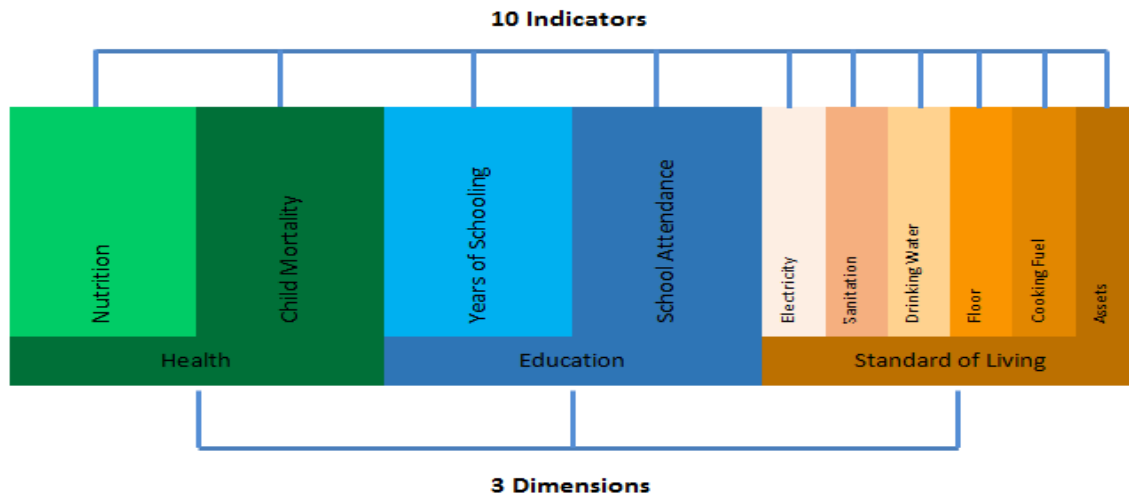 10 Indicators
Nutrition
Child Mortality
Years of Schooling
School Attendance
Electricity
Sanitation
Drinking Water
Floor
Cooking Fuel
Assets
Health
Education
Standard of Living
3 Dimensions